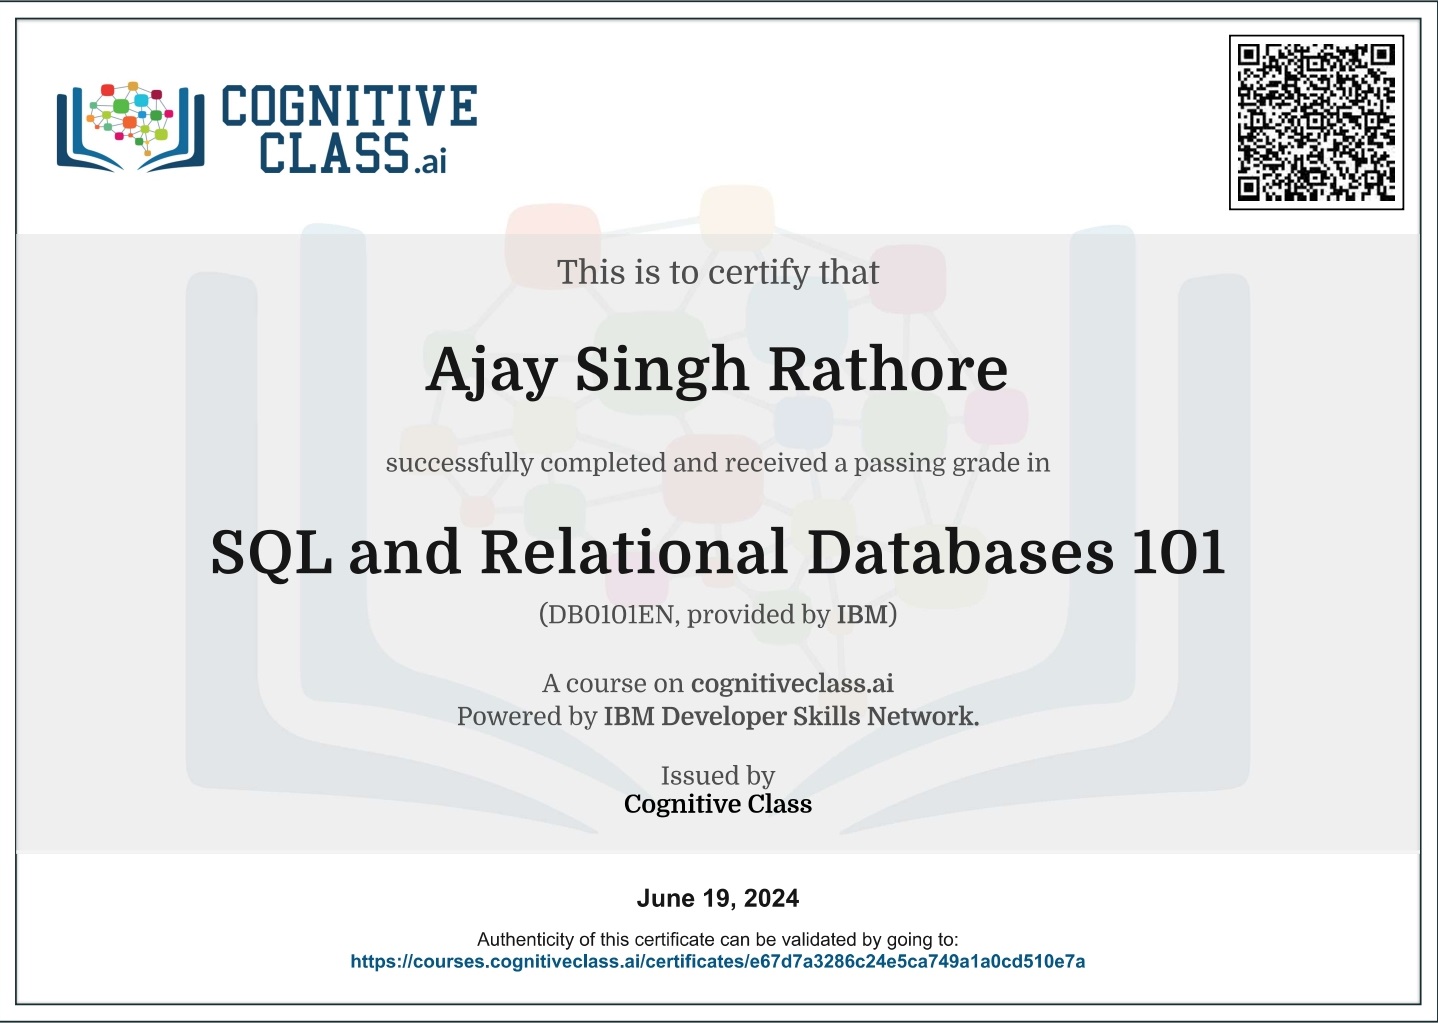 COGNITIVE
CLASS.ai
This is to certify that
Ajay Singh Rathore
successfully completed and received a passing grade in
SQL and Relational Databases 101
(DB0101EN, provided by IBM)
A course on cognitiveclass.ai
Powered by IBM Developer Skills Network.
Issued by
Cognitive Class
June 19, 2024
Authenticity of this certificate can be validated by going to:
https://courses.cognitiveclass.ai/certificates/e67d7a3286c24e5ca749a1a0cd510e7a